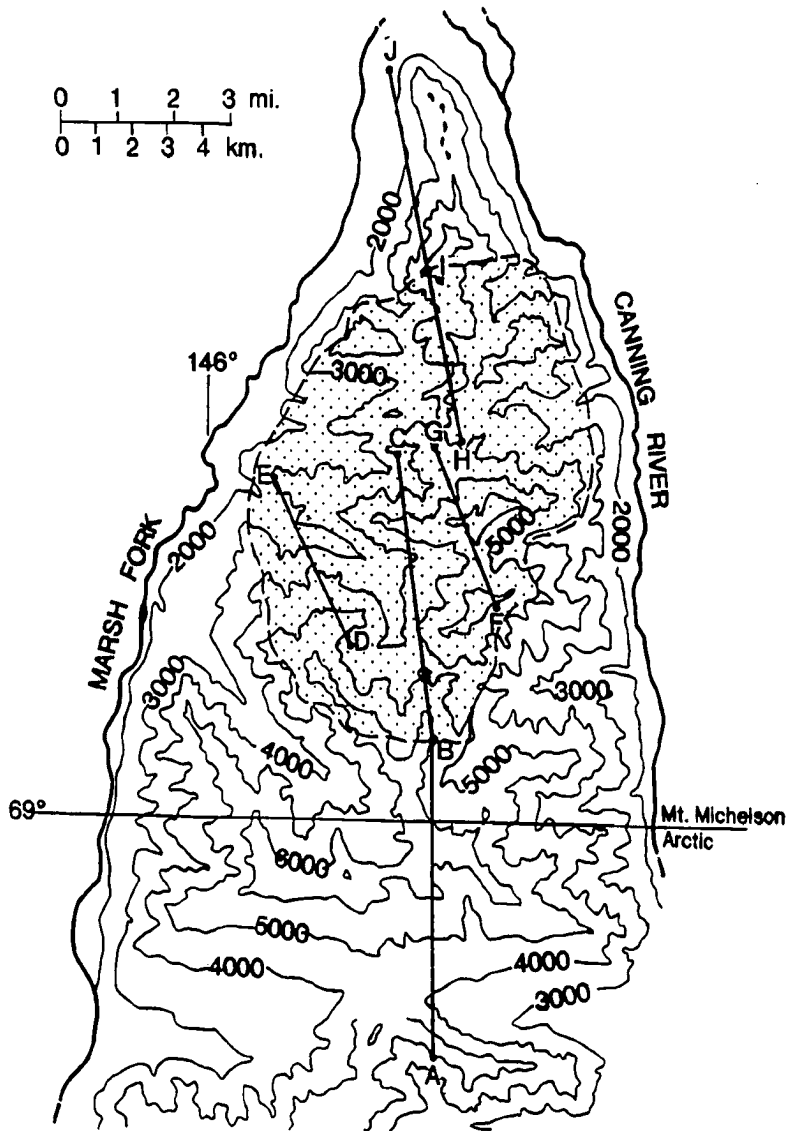 J
0 1 2 3 mi.
0 1 2 3 4 km.
2000
I
CANNING RIVER
146°
3000
G
C
H
E
5000
2000
2000
MARSH FORK
F
D
3000
3000
B
4000
5000
69°
Mt. Michelson
Arctic
6000
5000
4000
4000
3000
A